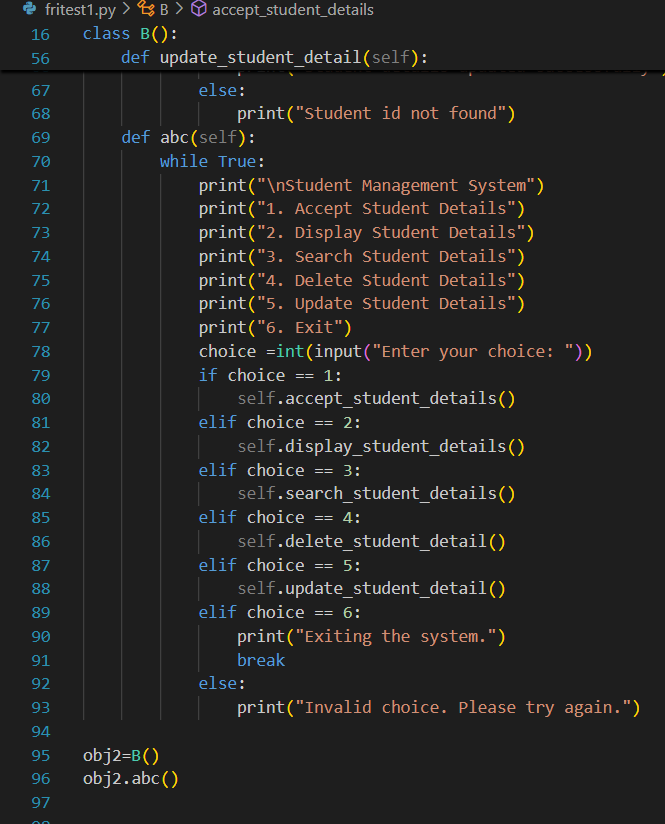 fritest1.py > B > accept_student_details
16 class B():
56 def update_student_detail(self):
67 else:
68 print("Student id not found")
69 def abc(self):
70 while True:
71 print("\nStudent Management System")
72 print("1. Accept Student Details")
73 print("2. Display Student Details")
74 print("3. Search Student Details")
75 print("4. Delete Student Details")
76 print("5. Update Student Details")
77 print("6. Exit")
78 choice =int(input("Enter your choice: "))
79 if choice == 1:
80 self.accept_student_details()
81 elif choice == 2:
82 self.display_student_details()
83 elif choice == 3:
84 self.search_student_details()
85 elif choice == 4:
86 self.delete_student_detail()
87 elif choice == 5:
88 self.update_student_detail()
89 elif choice == 6:
90 print("Exiting the system.")
91 break
92 else:
93 print("Invalid choice. Please try again.")
94
95 obj2=B()
96 obj2.abc()
97